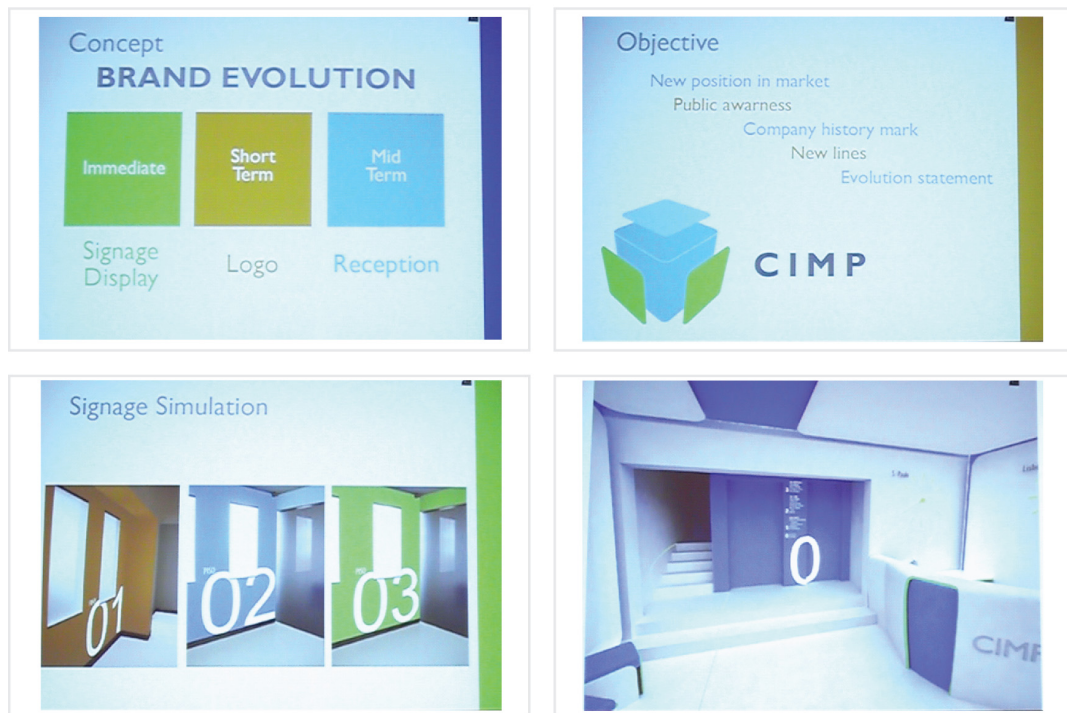 Concept
BRAND EVOLUTION
Immediate
Short
Term
Mid
Term
Signage
Display
Logo
Reception
Objective
New position in market
Public awarness
Company history mark
New lines
Evolution statement
CIMP
Signage Simulation
01
02
03
0
CIMP